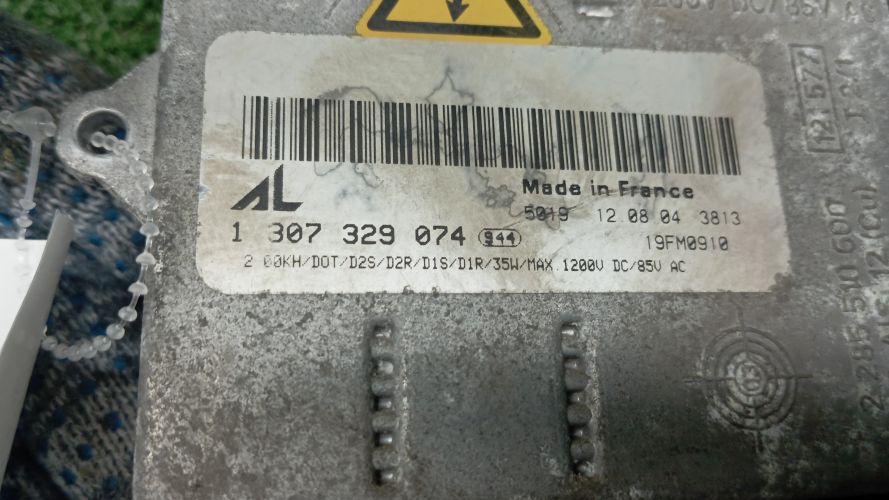 AL
Made in France
5019 12.08 04 3813
1 307 329 074 944 19FM0910
2 00KH/DOT/D2S/D2R/D1S/D1R/35W/MAX.1200V DC/85V AC